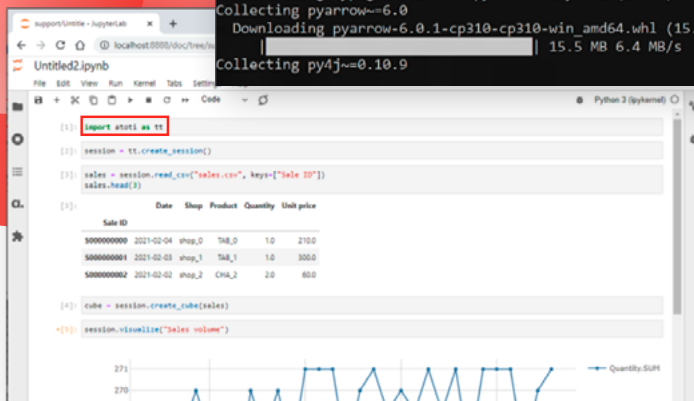 Collecting pyarrow~=6.0
support/Untitle - JupyterLab
Downloading pyarrow-6.0.1-cp310-cp310-win_amd64.whl (15.
localhost:8888/doc/tree/su
15.5 MB 6.4 MB/s
Collecting py4j~=0.10.9
Untitled2.ipynb
File Edit View Run Kernel Tabs Setting
Code
Python 3 (ipykernel)
[1]: import atoti as tt
[2]: session = tt.create_session()
[3]: sales = session.read_csv("sales.csv", keys=["Sale ID"])
sales.head(3)
[3]: Date Shop Product Quantity Unit price
Sale ID
S000000000 2021-02-04 shop_0 TAB_0 1.0 210.0
S000000001 2021-02-03 shop_1 TAB_1 1.0 300.0
S000000002 2021-02-02 shop_2 CHA_2 2.0 60.0
[4]: cube = session.create_cube(sales)
session.visualize("Sales volume")
271
Quantity.SUM
270